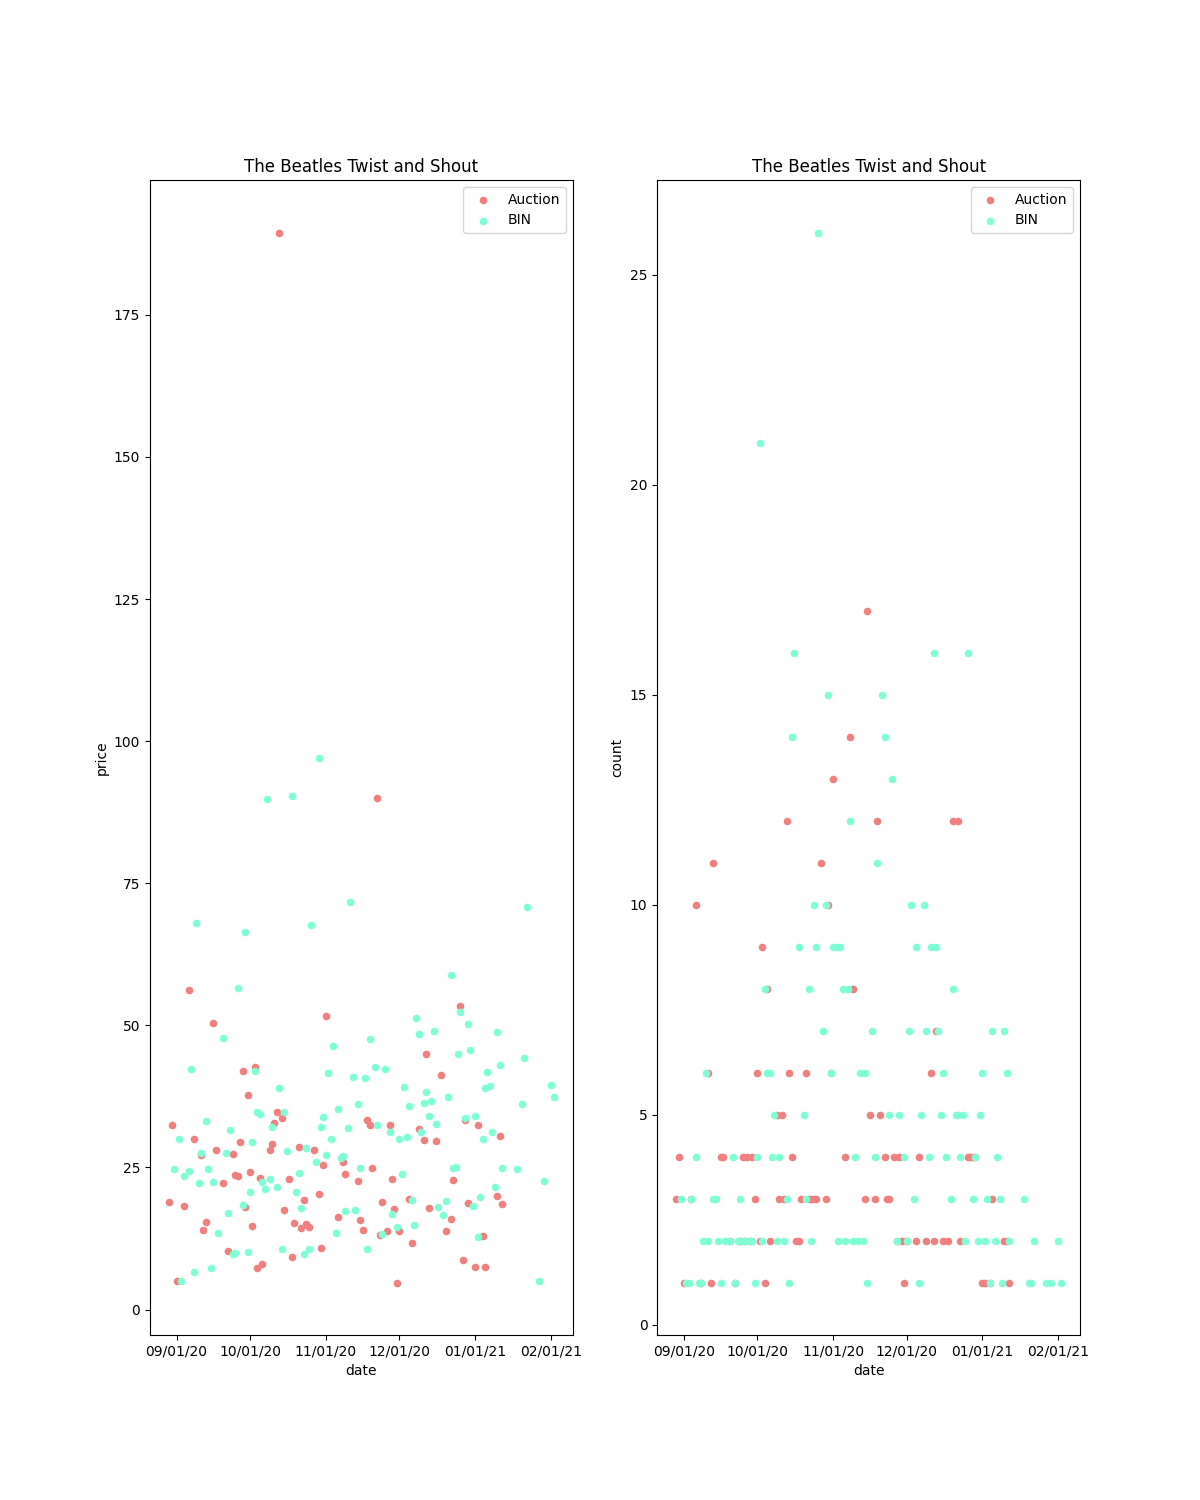 The Beatles Twist and Shout
Auction
BIN
175
150
125
100
75
50
25
0
price
09/01/20 10/01/20 11/01/20 12/01/20 01/01/21 02/01/21
date
The Beatles Twist and Shout
Auction
BIN
25
20
15
10
5
0
count
09/01/20 10/01/20 11/01/20 12/01/20 01/01/21 02/01/21
date